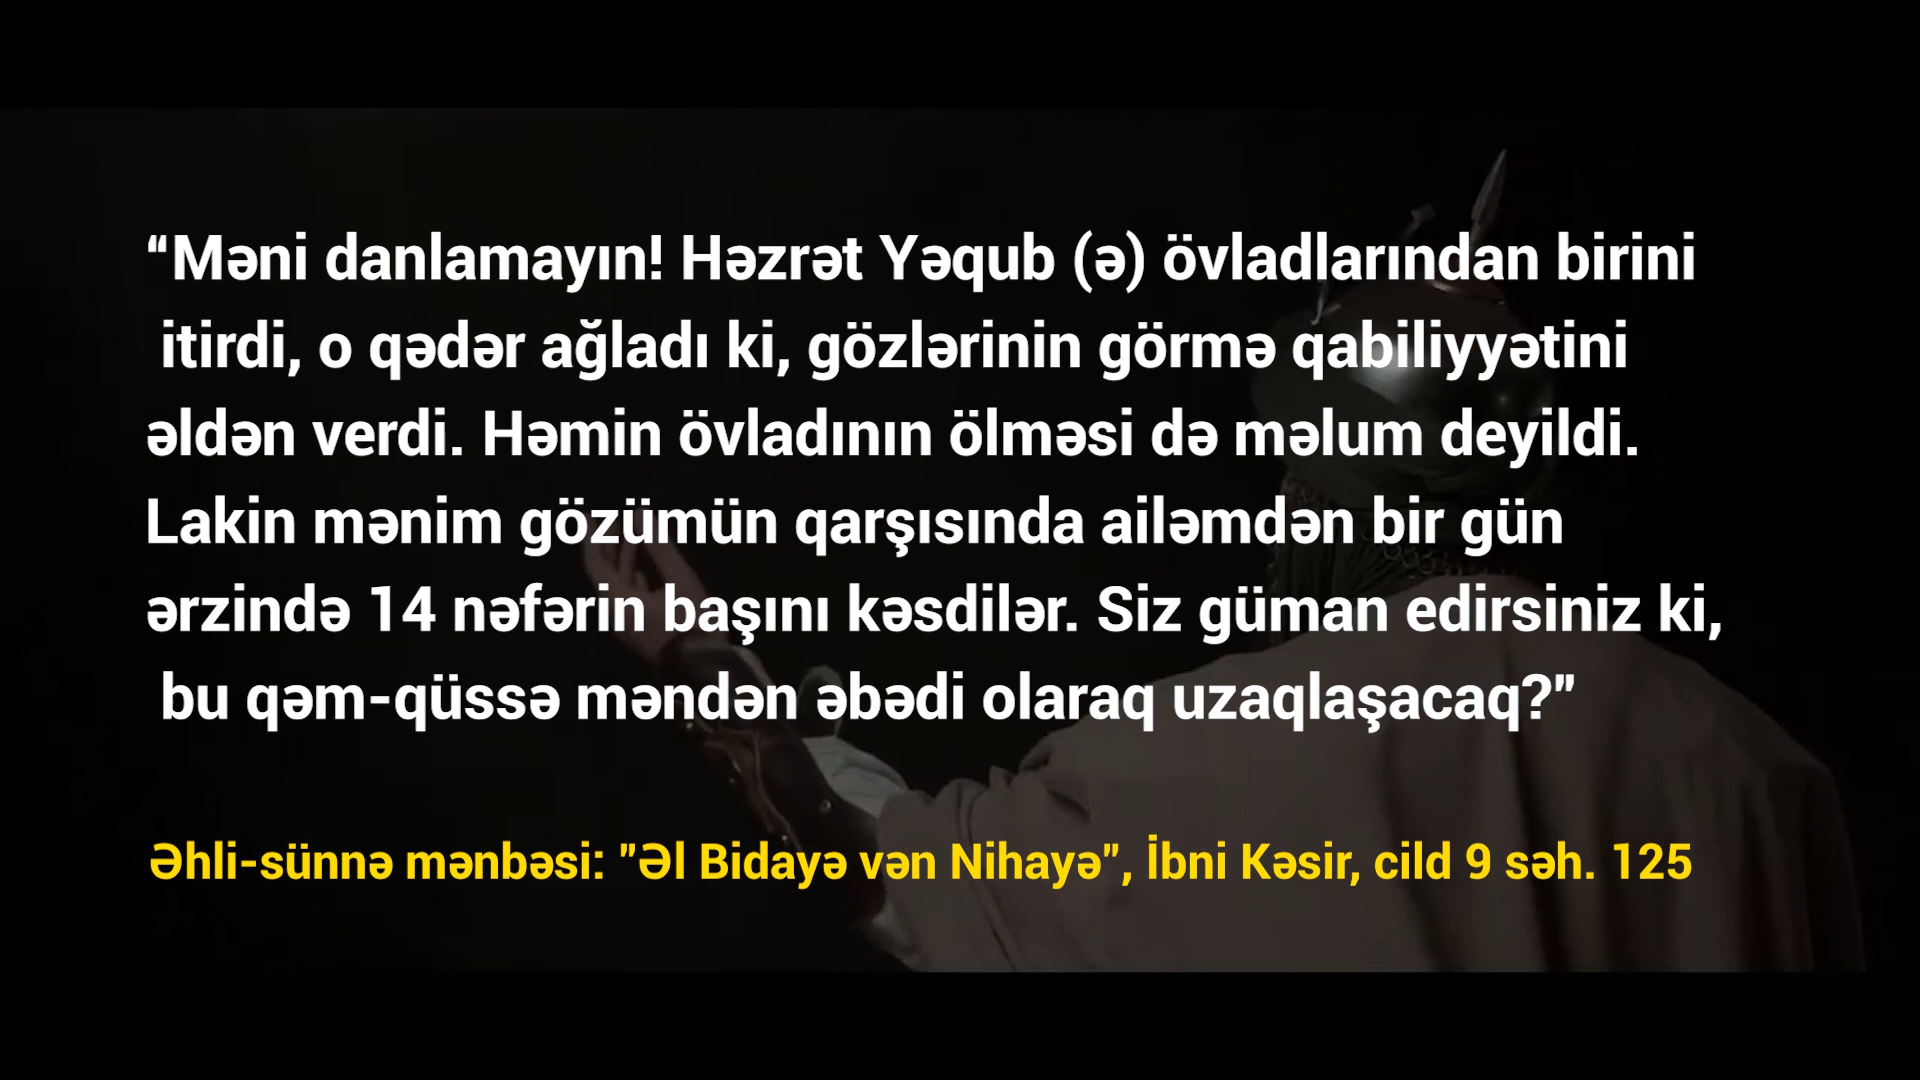 “Məni danlamayın! Həzrət Yəqub (ə) övladlarından birini
itirdi, o qədər ağladı ki, gözlərinin görmə qabiliyyətini
əldən verdi. Həmin övladının ölməsi də məlum deyildi.
Lakin mənim gözümün qarşısında ailəmdən bir gün
ərzində 14 nəfərin başını kəsdilər. Siz güman edirsiniz ki,
bu qəm-qüssə məndən əbədi olaraq uzaqlaşacaq?”
Əhli-sünnə mənbəsi: ”Əl Bidayə vən Nihayə”, İbni Kəsir, cild 9 səh. 125